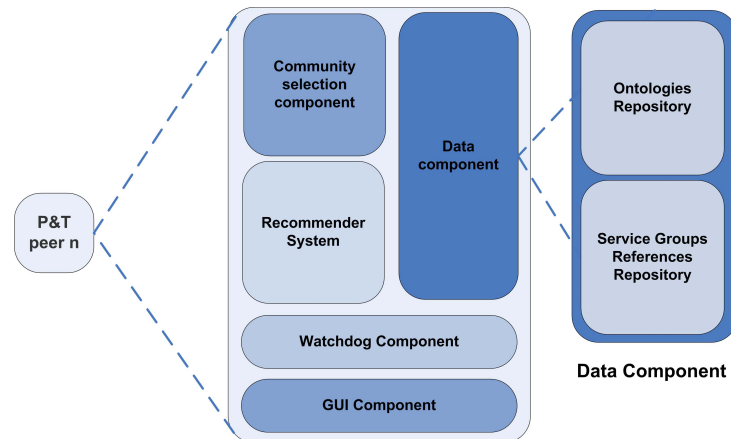 P&T
peer n
Community
selection
component
Data
component
Recommender
System
Watchdog Component
GUI Component
Ontologies
Repository
Service Groups
References
Repository
Data Component